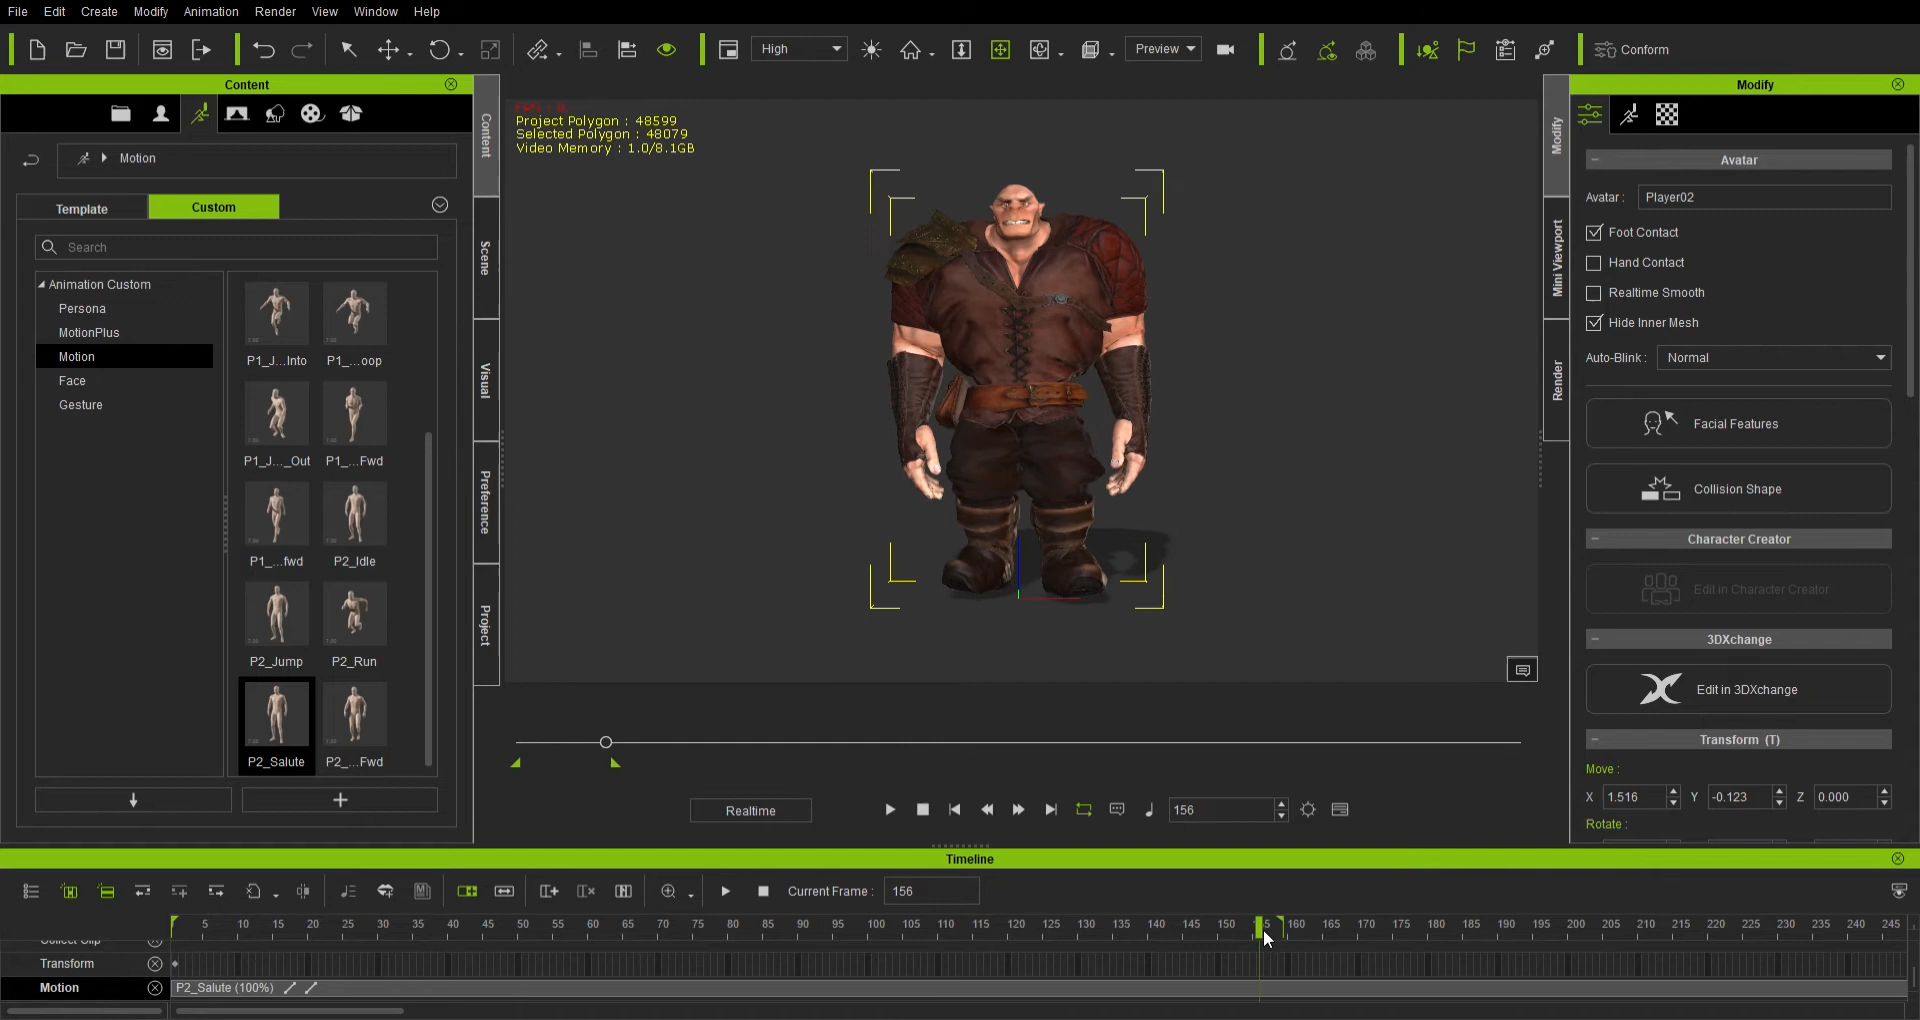 File Edit Create Modify Animation Render View Window Help
High
Preview
Conform
Content
Modify
Motion
Template
Custom
Search
Animation Custom
Persona
MotionPlus
Motion
Face
Gesture
P1_J...Into P1_...oop
P1_J..._Out P1_...Fwd
P1_...fwd P2_Idle
P2_Jump P2_Run
P2_Salute P2_...Fwd
Content
Scene
Visual
Preference
Project
Project Polygon : 48599
Selected Polygon : 48079
Video Memory : 1.0/8.1GB
Modify
Mini Viewport
Render
Avatar
Avatar : Player02
Foot Contact
Hand Contact
Realtime Smooth
Hide Inner Mesh
Auto-Blink : Normal
Facial Features
Collision Shape
Character Creator
Edit in Character Creator
3DXchange
Edit in 3DXchange
Transform (T)
Move :
X 1.516 Y -0.123 Z 0.000
Rotate :
Realtime
156
Timeline
Current Frame : 156
5 10 15 20 25 30 35 40 45 50 55 60 65 70 75 80 85 90 95 100 105 110 115 120 125 130 135 140 145 150 160 165 170 175 180 185 190 195 200 205 210 215 220 225 230 235 240 245
Collect Clip
Transform
Motion
P2_Salute (100%)